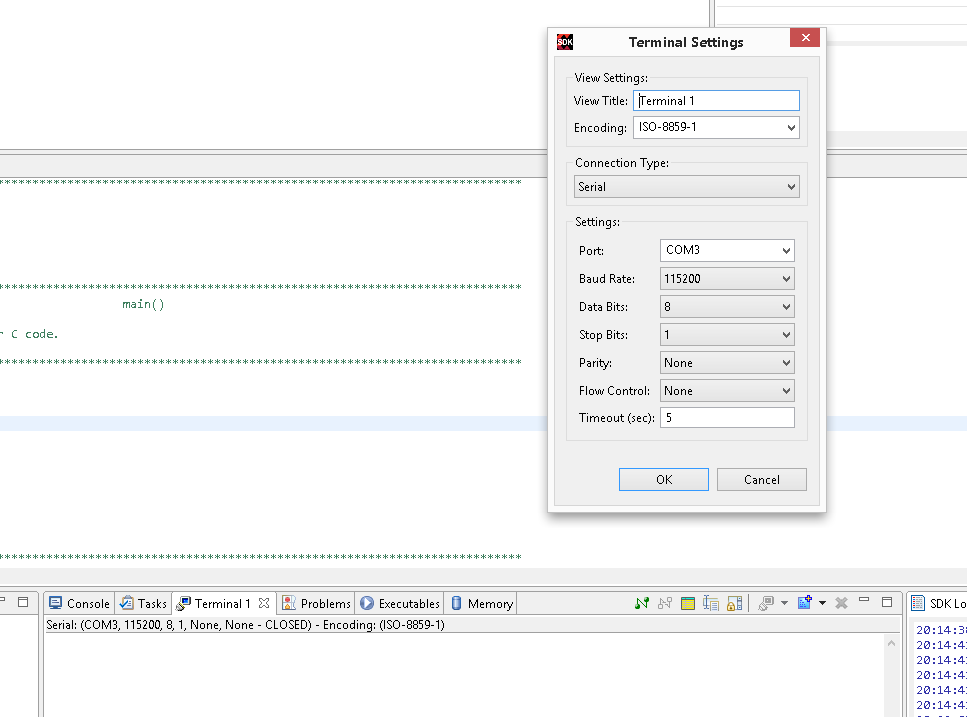 SDK Terminal Settings
View Settings:
View Title: Terminal 1
Encoding: ISO-8859-1
Connection Type:
Serial
Settings:
Port: COM3
Baud Rate: 115200
Data Bits: 8
Stop Bits: 1
Parity: None
Flow Control: None
Timeout (sec): 5
OK Cancel
main()
r C code.
Console Tasks Terminal 1 Problems Executables Memory
Serial: (COM3, 115200, 8, 1, None, None - CLOSED) - Encoding: (ISO-8859-1)
SDK Lo
20:14:3
20:14:4
20:14:4
20:14:4
20:14:4
20:14:4